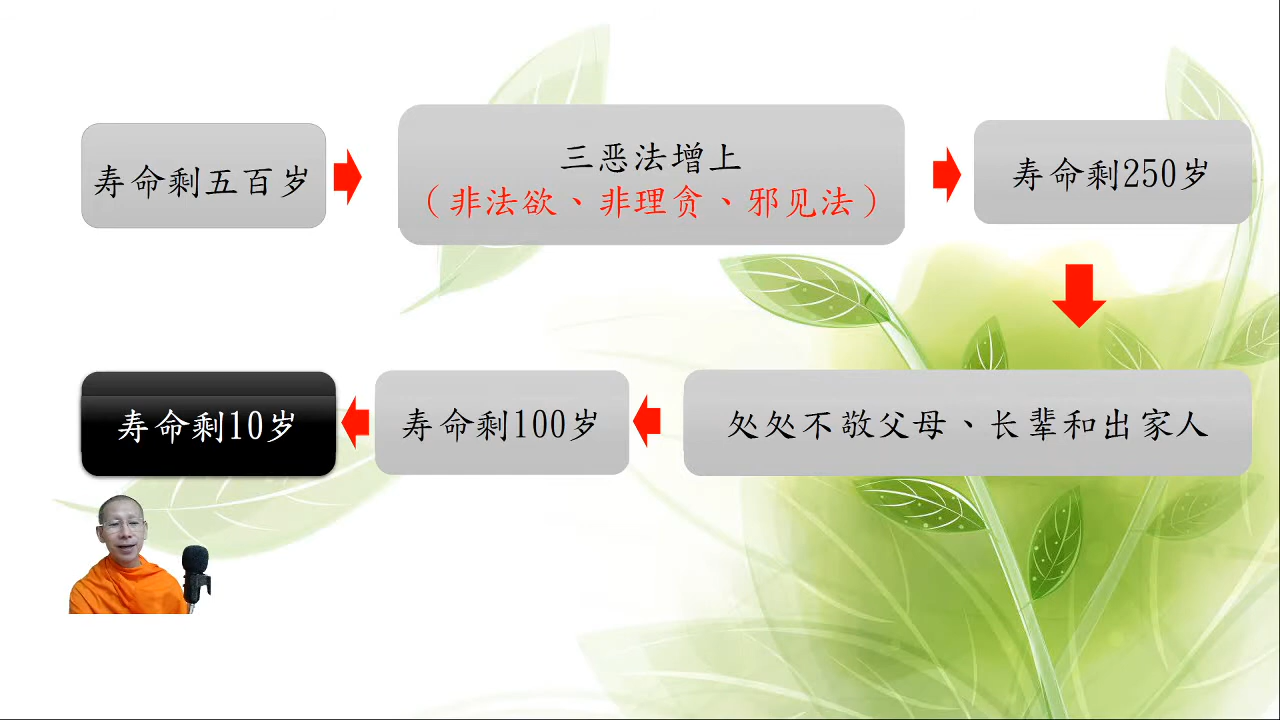 寿命剩五百岁
三恶法增上
（非法欲、非理贪、邪见法）
寿命剩250岁
处处不敬父母、长辈和出家人
寿命剩100岁
寿命剩10岁